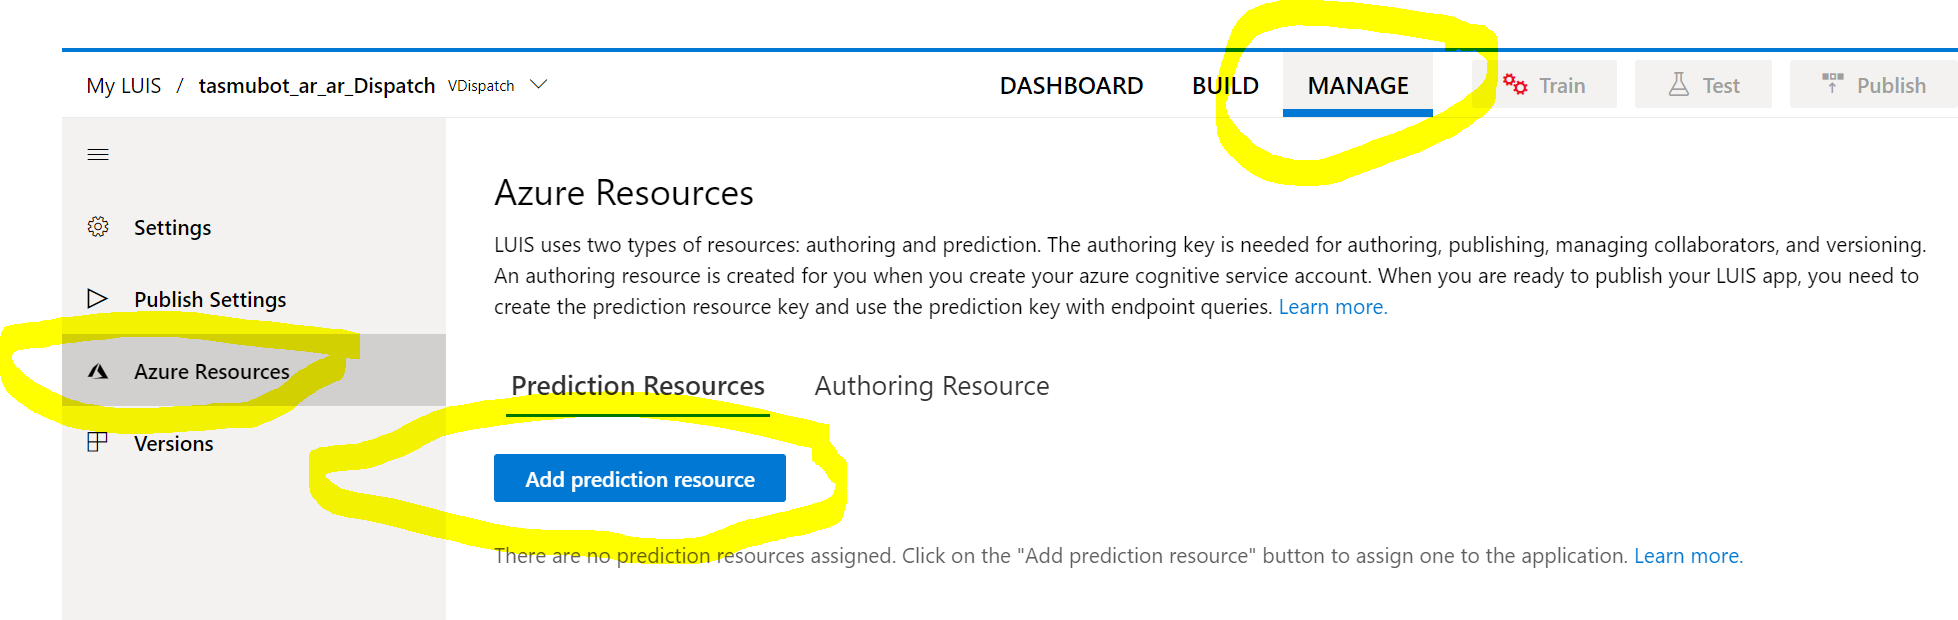 My LUIS / tasmubot_ar_ar_Dispatch VDispatch
DASHBOARD BUILD MANAGE Train Test Publish
Settings
Publish Settings
Azure Resources
Versions
Azure Resources
LUIS uses two types of resources: authoring and prediction. The authoring key is needed for authoring, publishing, managing collaborators, and versioning.
An authoring resource is created for you when you create your azure cognitive service account. When you are ready to publish your LUIS app, you need to
create the prediction resource key and use the prediction key with endpoint queries. Learn more.
Prediction Resources Authoring Resource
Add prediction resource
There are no prediction resources assigned. Click on the "Add prediction resource" button to assign one to the application. Learn more.